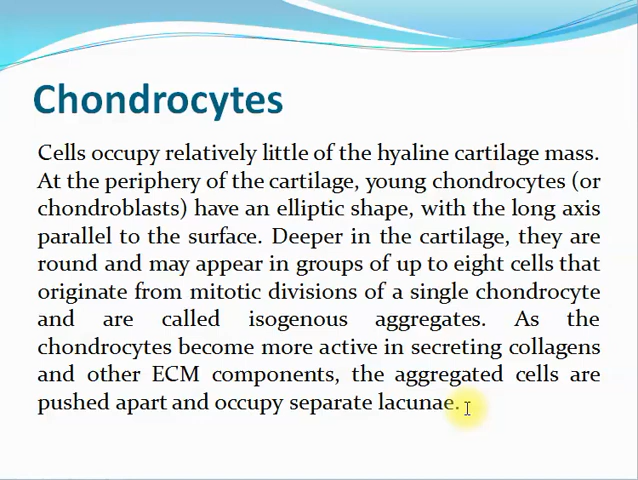 Chondrocytes
Cells occupy relatively little of the hyaline cartilage mass.
At the periphery of the cartilage, young chondrocytes (or
chondroblasts) have an elliptic shape, with the long axis
parallel to the surface. Deeper in the cartilage, they are
round and may appear in groups of up to eight cells that
originate from mitotic divisions of a single chondrocyte
and are called isogenous aggregates. As the
chondrocytes become more active in secreting collagens
and other ECM components, the aggregated cells are
pushed apart and occupy separate lacunae.